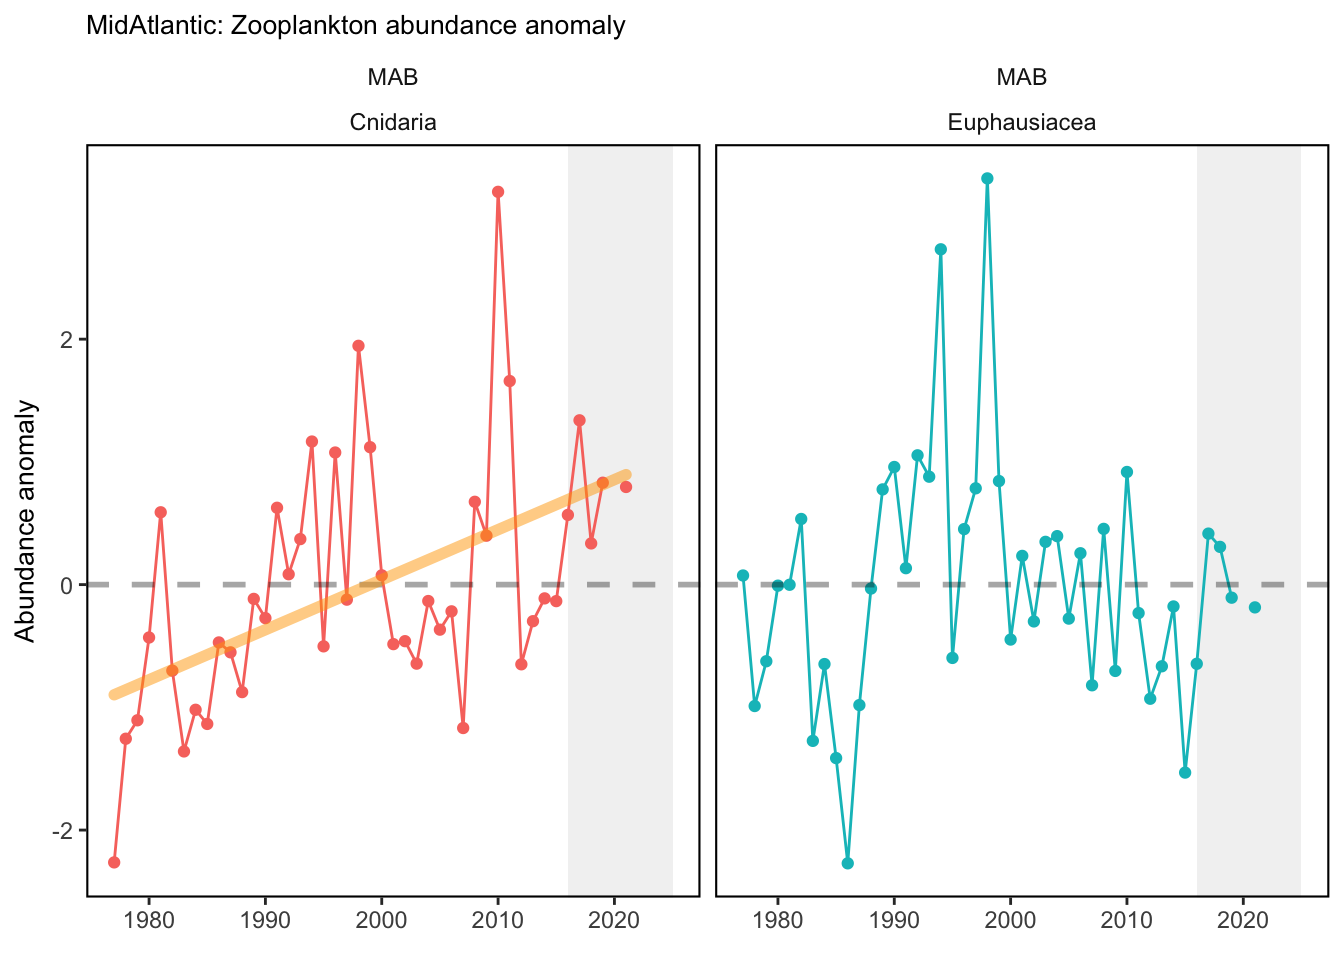 MidAtlantic: Zooplankton abundance anomaly
MAB
Cnidaria
MAB
Euphausiacea
Abundance anomaly
2
0
-2
1980 1990 2000 2010 2020
1980 1990 2000 2010 2020